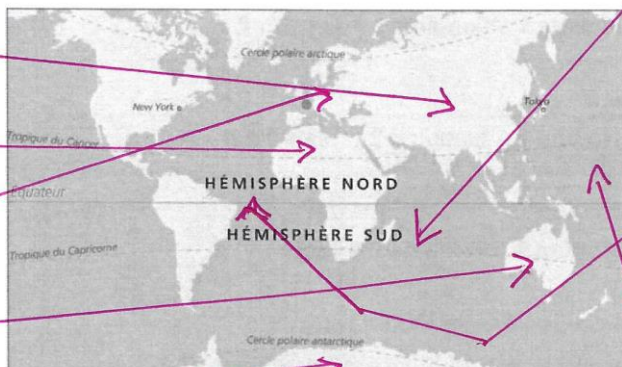 Cercle polaire arctique
New York
Tokyo
Tropique du Cancer
HÉMISPHÈRE NORD
Équateur
HÉMISPHÈRE SUD
Tropique du Capricorne
Cercle polaire antarctique